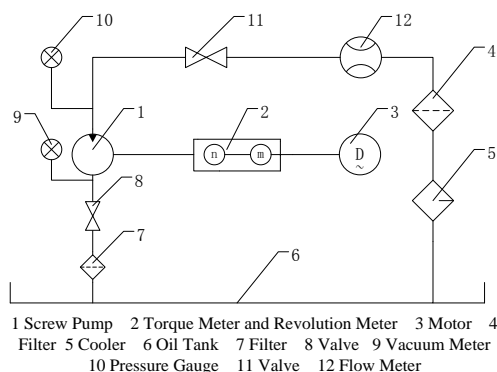 10
11
12
4
1
2
3
9
n
m
D
~
5
8
7
6
1 Screw Pump 2 Torque Meter and Revolution Meter 3 Motor 4
Filter 5 Cooler 6 Oil Tank 7 Filter 8 Valve 9 Vacuum Meter
10 Pressure Gauge 11 Valve 12 Flow Meter